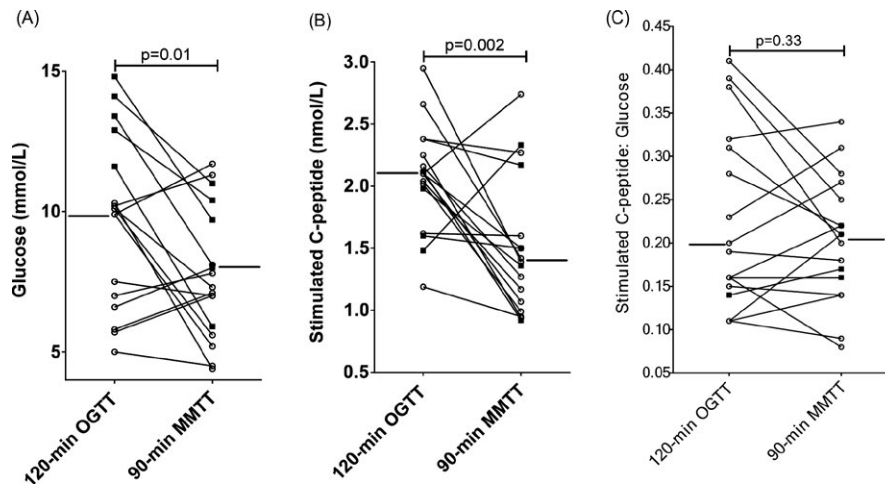 (A)
p=0.01
Glucose (mmol/L)
15
10
5
120-min OGTT
90-min MMTT
(B)
p=0.002
Stimulated C-peptide (nmol/L)
3.0
2.5
2.0
1.5
1.0
0.5
120-min OGTT
90-min MMTT
(C)
p=0.33
Stimulated C-peptide: Glucose
0.45
0.40
0.35
0.30
0.25
0.20
0.15
0.10
0.05
120-min OGTT
90-min MMTT